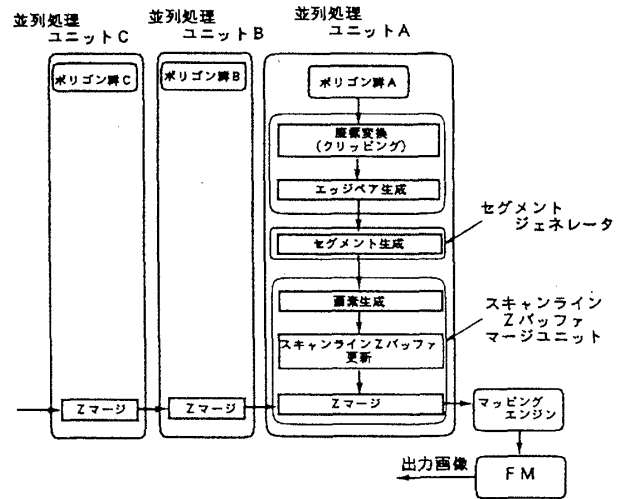 並列処理
ユニットC
並列処理
ユニットB
並列処理
ユニットA
ポリゴン群C
ポリゴン群B
ポリゴン群A
座標変換
(クリッピング)
エッジペア生成
セグメント生成
セグメント
ジェネレータ
画素生成
スキャンラインZバッファ
更新
スキャンライン
Zバッファ
マージユニット
Zマージ
Zマージ
Zマージ
マッピング
エンジン
出力画像
FM